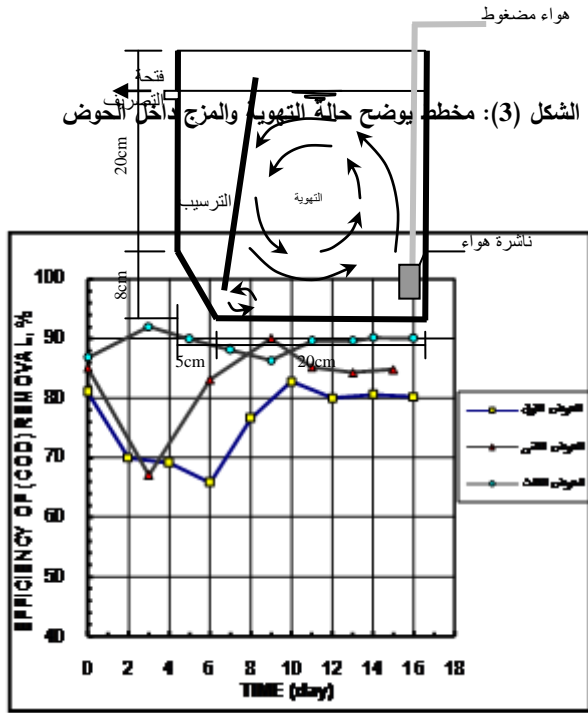 هواء مضغوط
فتحة
التصريف
الشكل (3): مخطط يوضح حالة التهوية والمزج داخل الحوض
20cm
الترسيب
التهوية
ناشرة هواء
8cm
5cm
20cm
EFFICIENCY OF (COD) REMOVAL, %
100
90
80
70
60
50
40
0 2 4 6 8 10 12 14 16 18
TIME (day)